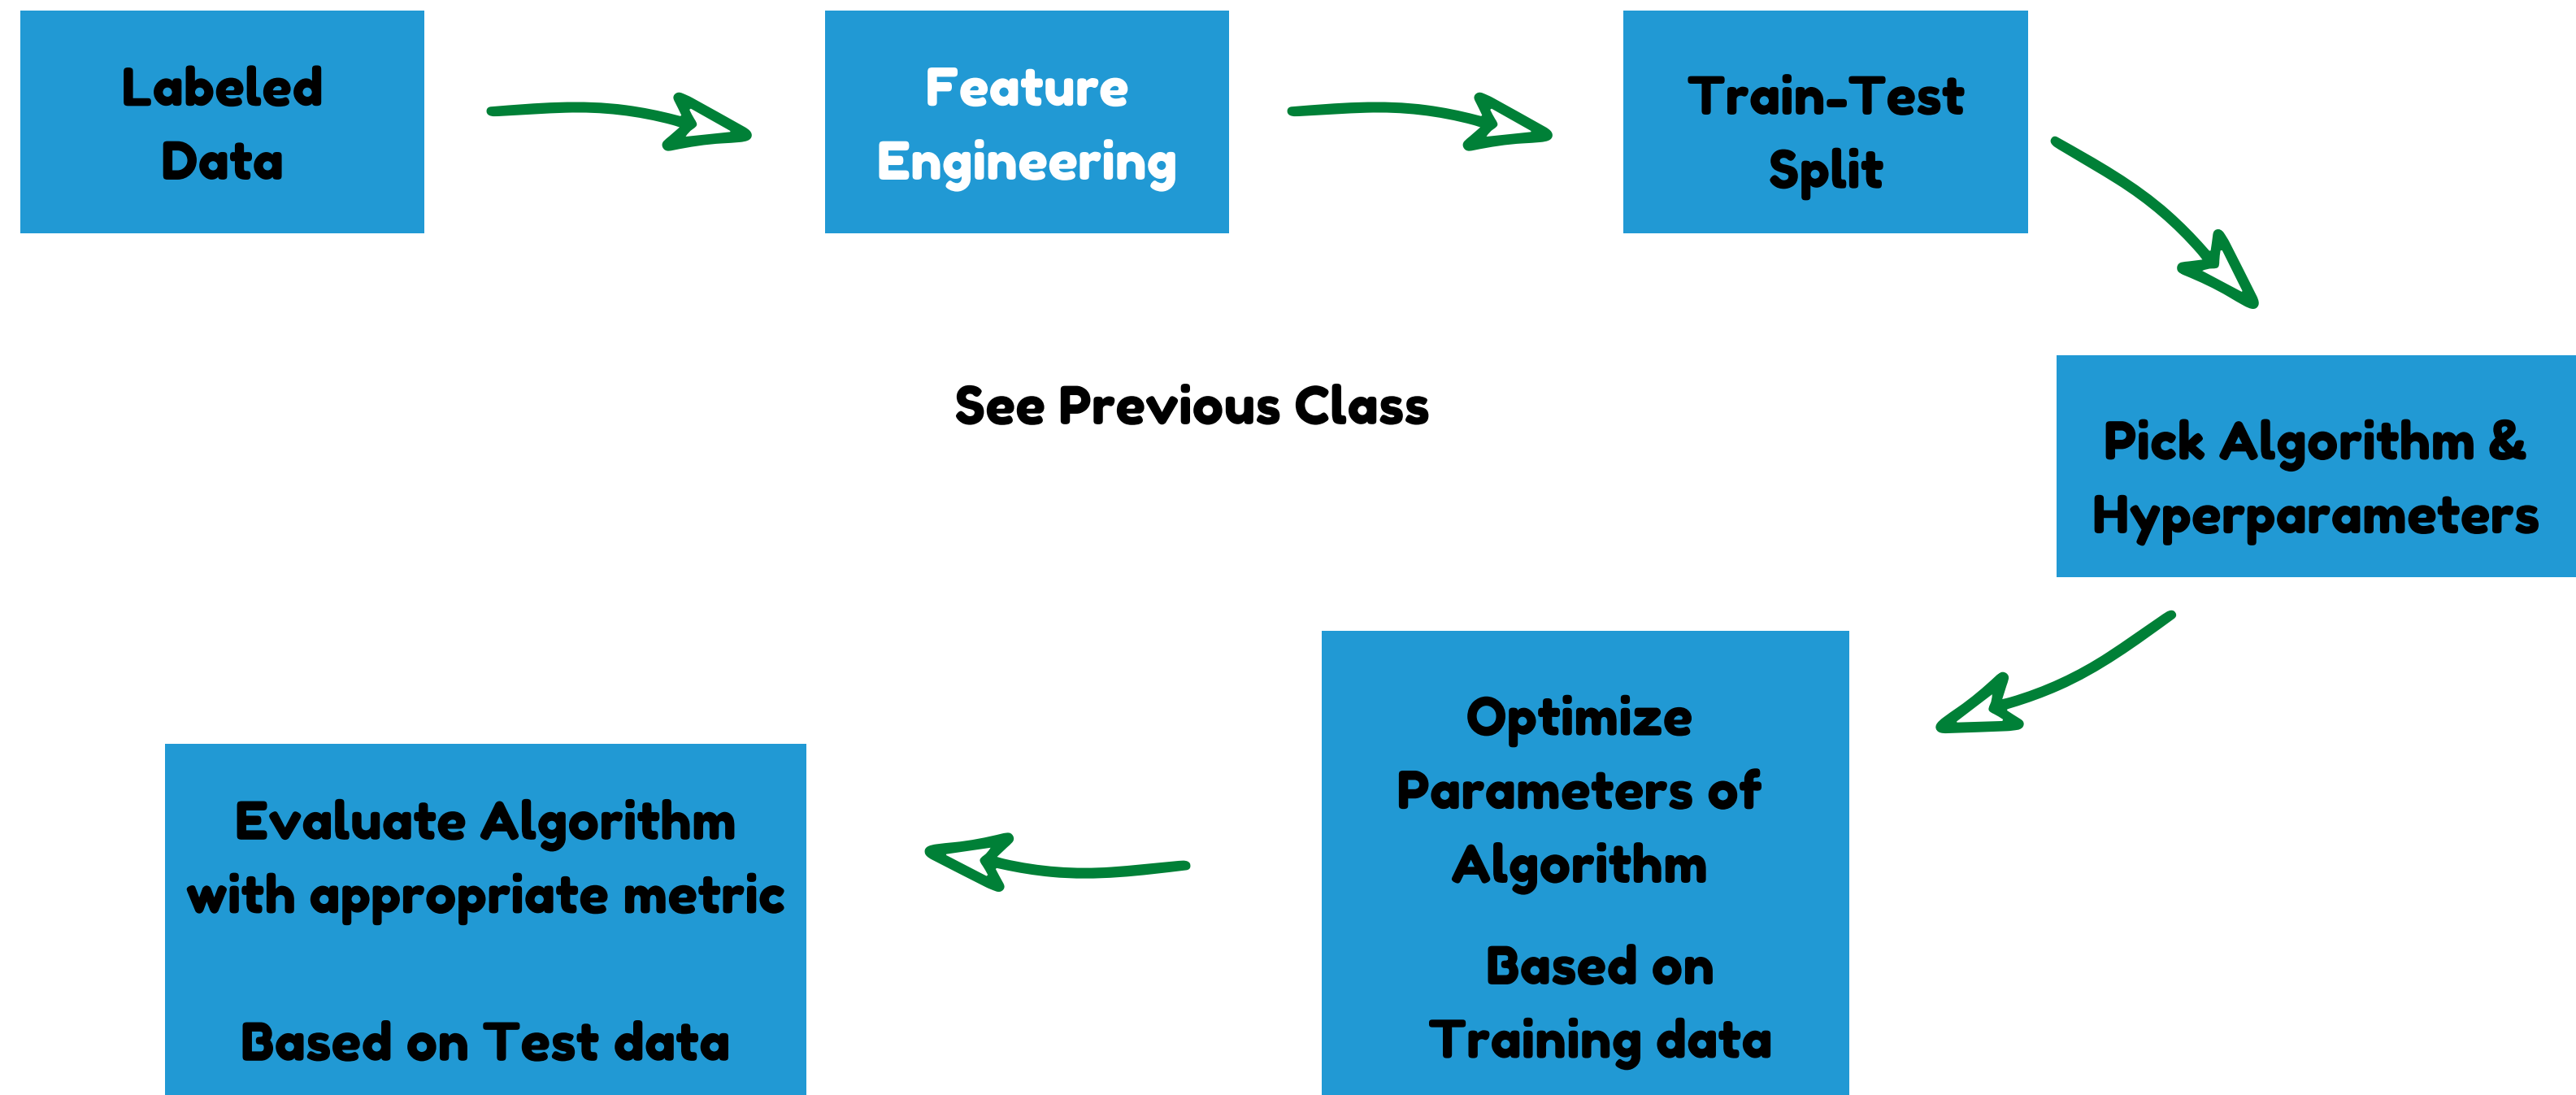 Labeled
Data
Feature
Engineering
Train-Test
Split
See Previous Class
Pick Algorithm &
Hyperparameters
Optimize
Parameters of
Algorithm
Based on
Training data
Evaluate Algorithm
with appropriate metric
Based on Test data